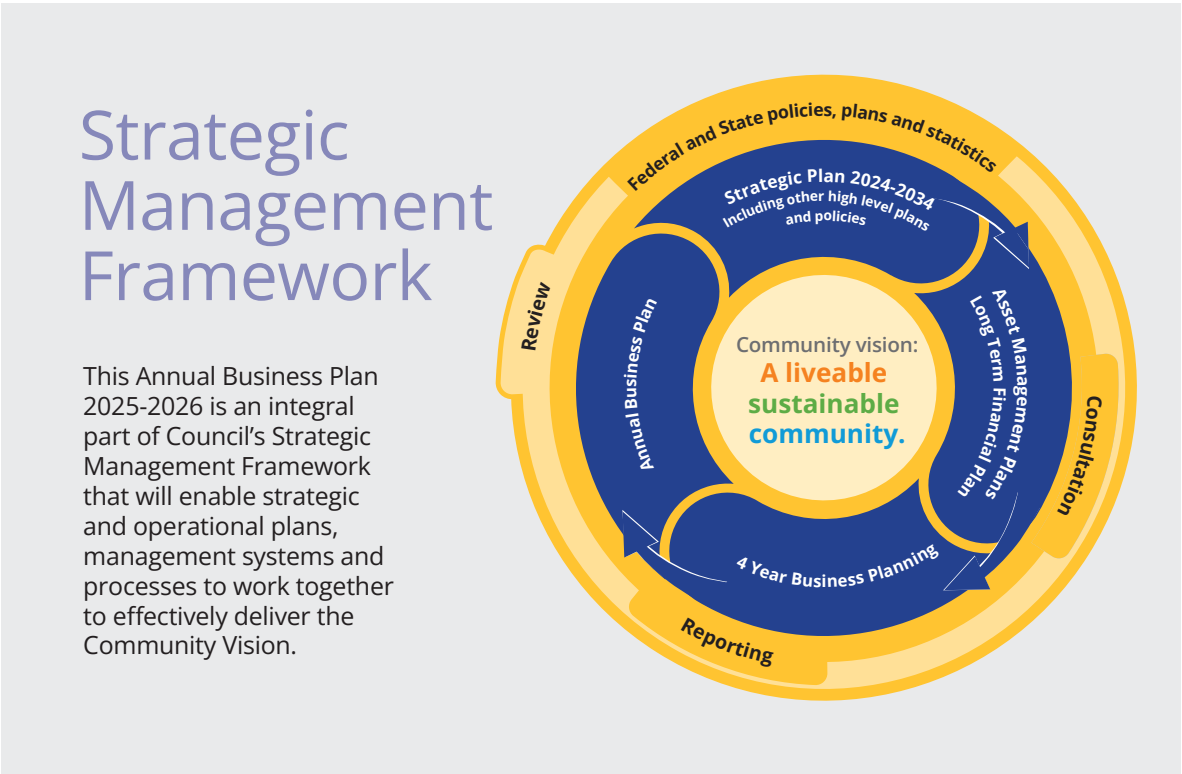 Strategic
Management
Framework
This Annual Business Plan
2025-2026 is an integral
part of Council’s Strategic
Management Framework
that will enable strategic
and operational plans,
management systems and
processes to work together
to effectively deliver the
Community Vision.
Federal and State policies, plans and statistics
Strategic Plan 2024-2034
Including other high level plans
and policies
Asset Management Plans
Long Term Financial Plan
Consultation
4 Year Business Planning
Reporting
Annual Business Plan
Review
Community vision:
A liveable
sustainable
community.